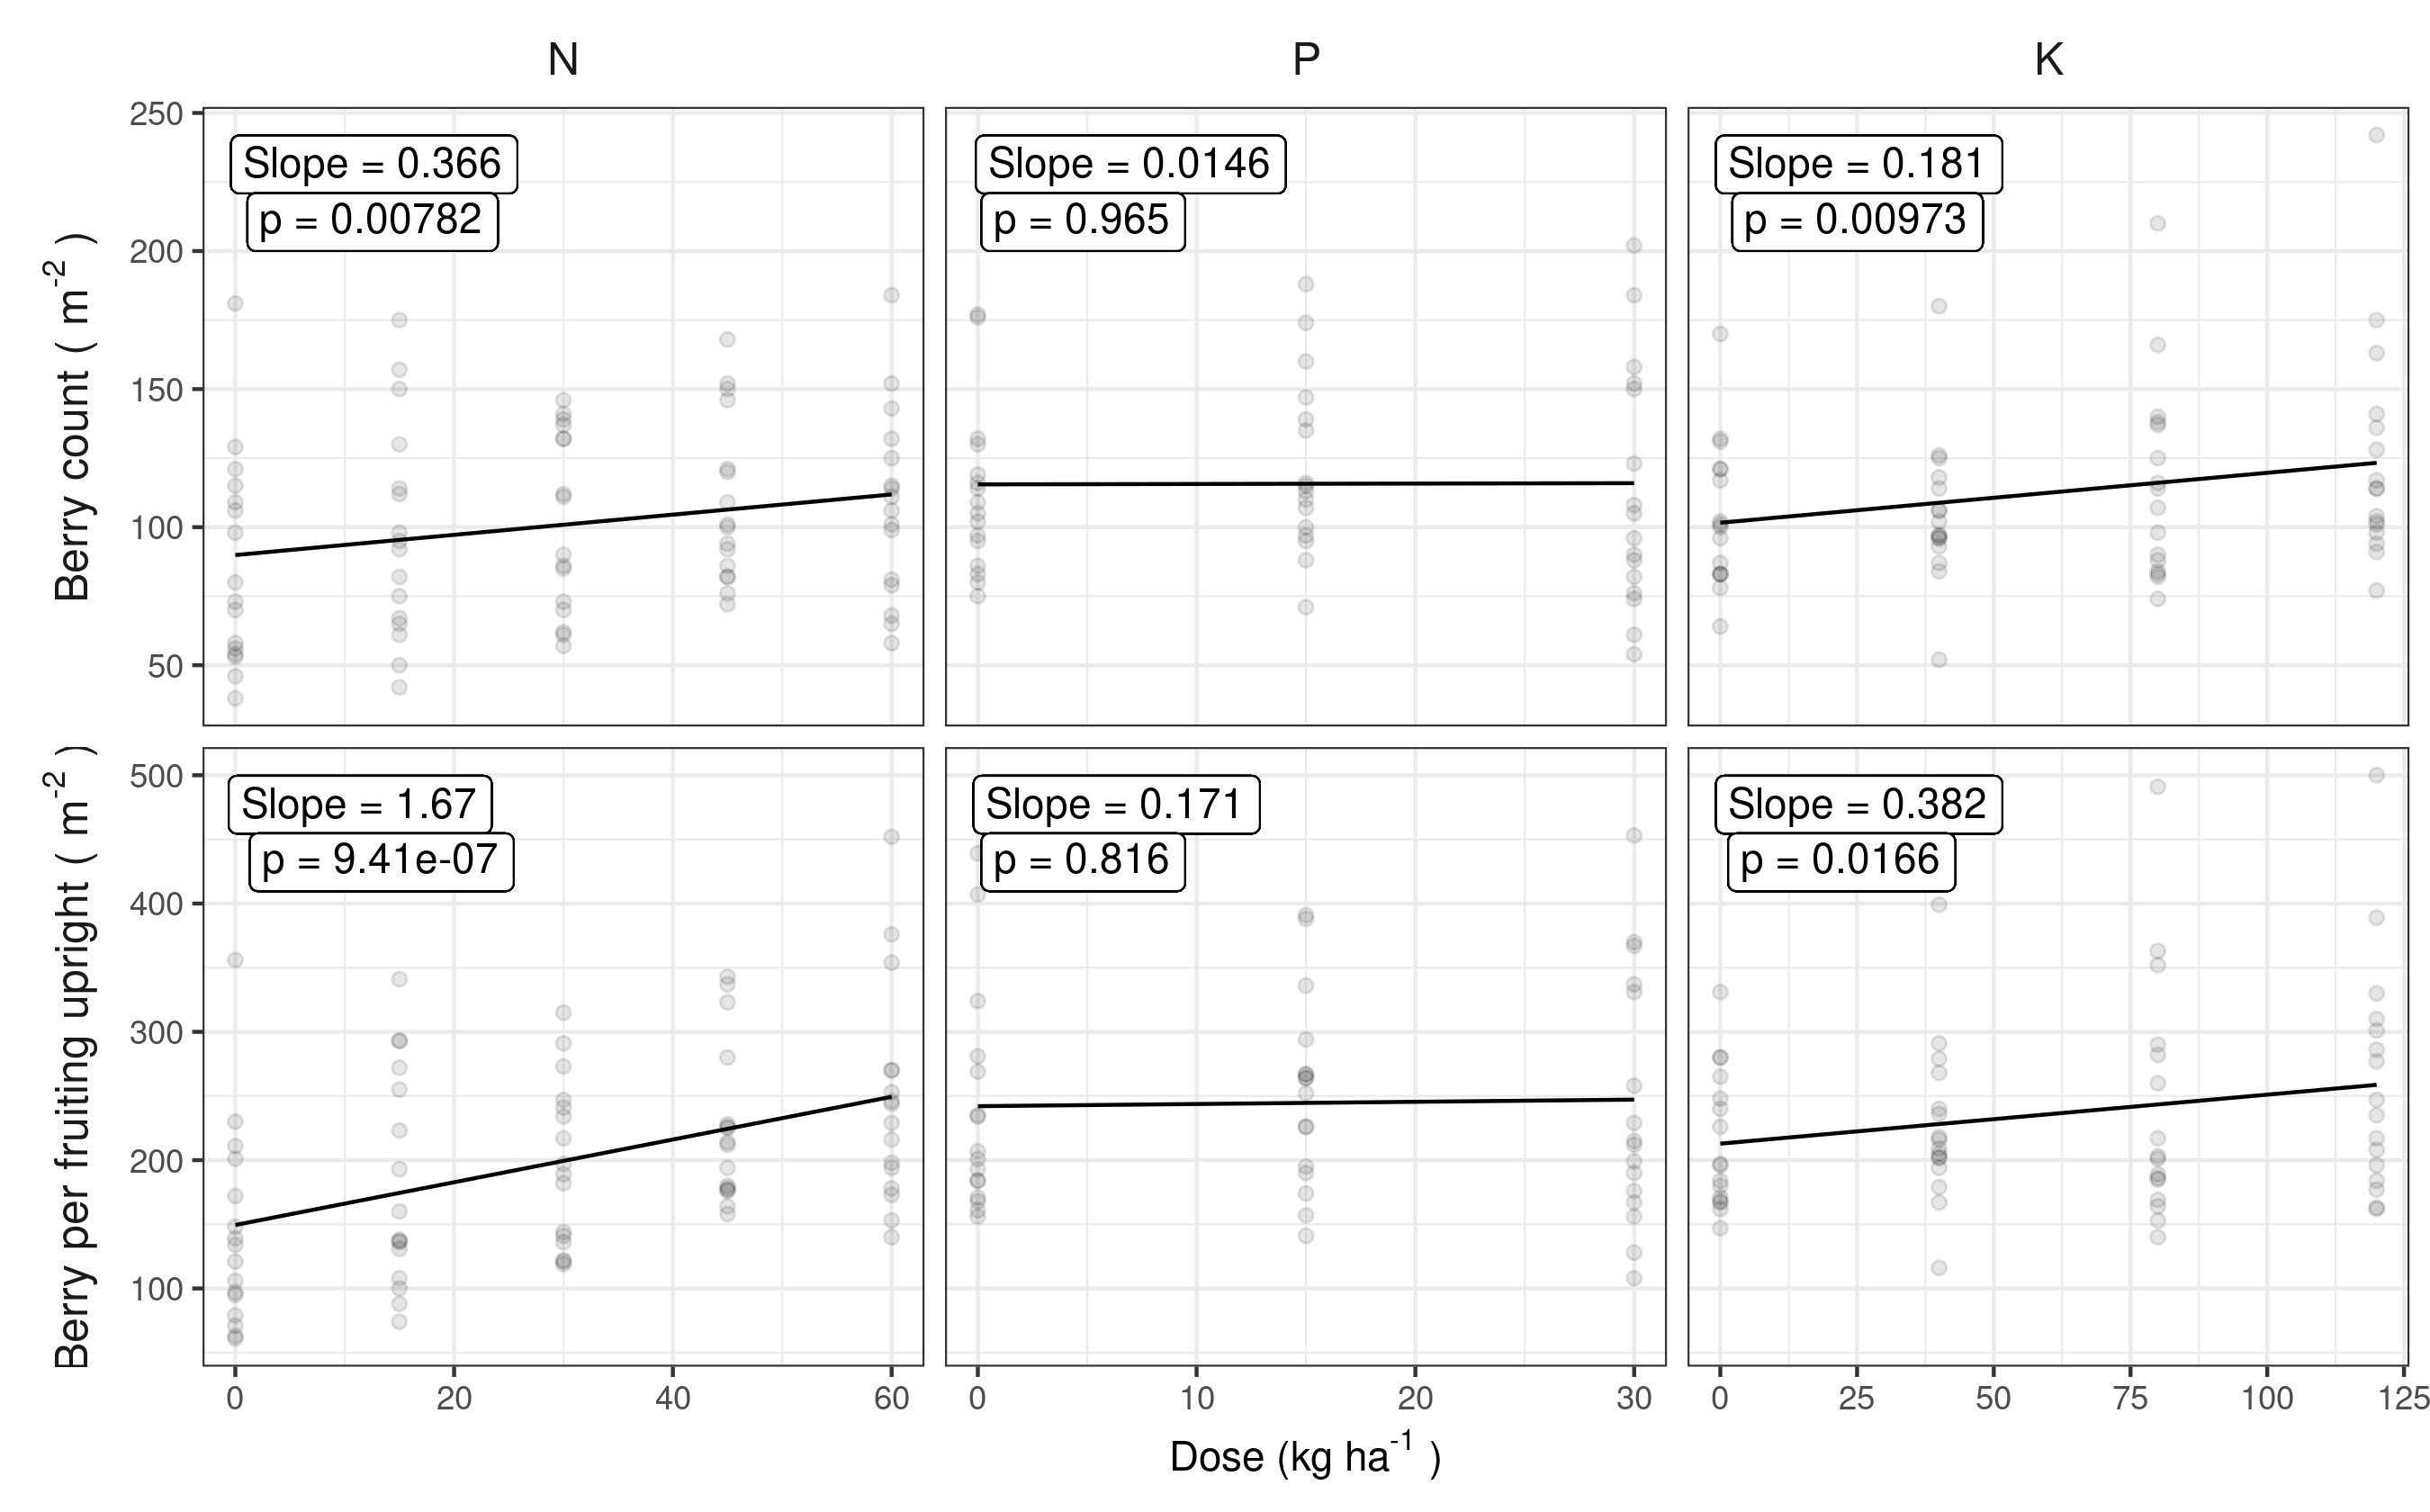 N P K
250
200
150
100
50
Berry count ( m⁻² )
Slope = 0.366
p = 0.00782
Slope = 0.0146
p = 0.965
Slope = 0.181
p = 0.00973
500
400
300
200
100
Berry per fruiting upright ( m⁻² )
Slope = 1.67
p = 9.41e-07
Slope = 0.171
p = 0.816
Slope = 0.382
p = 0.0166
0 20 40 60
0 10 20 30
0 25 50 75 100 125
Dose (kg ha⁻¹ )